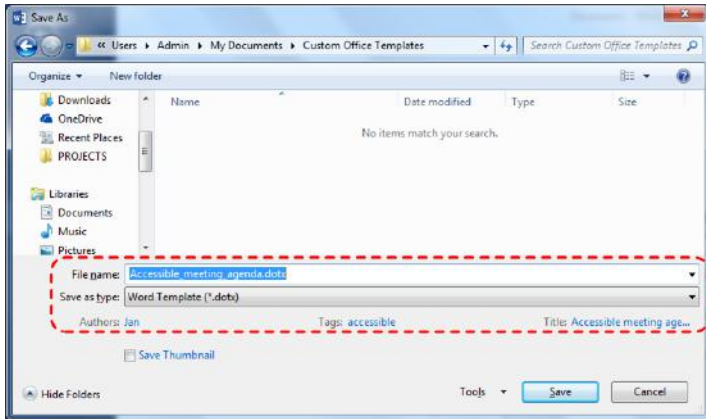 Save As
« Users ▸ Admin ▸ My Documents ▸ Custom Office Templates
Search Custom Office Templates
Organize
New folder
Name
Date modified
Type
Size
No items match your search.
Downloads
OneDrive
Recent Places
PROJECTS
Libraries
Documents
Music
Pictures
File name: Accessible_meeting_agenda.dotx
Save as type: Word Template (*.dotx)
Authors: Jan
Tags: accessible
Title: Accessible meeting age...
Save Thumbnail
Hide Folders
Tools
Save
Cancel